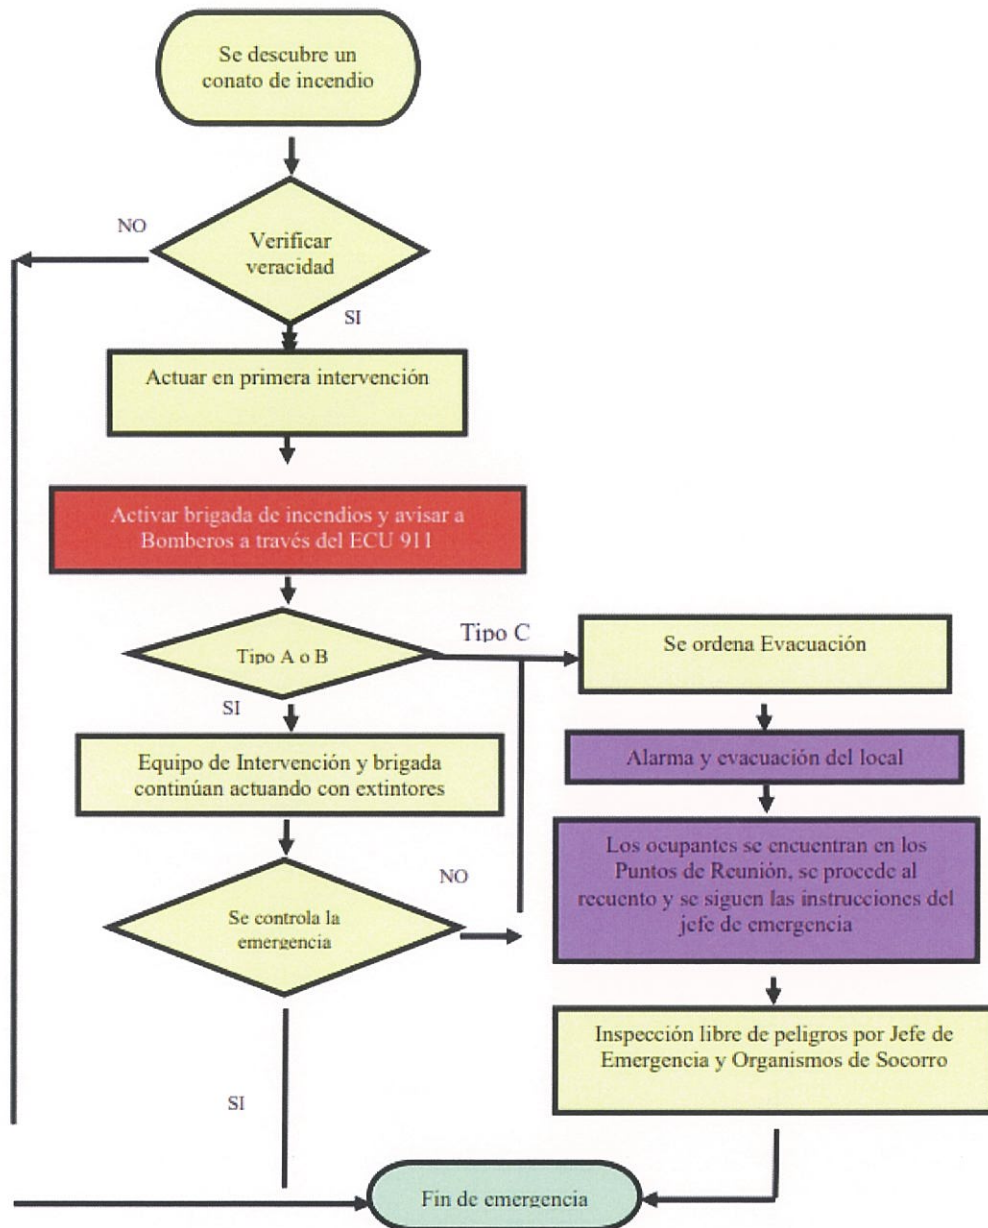 Se descubre un
conato de incendio
NO
Verificar
veracidad
SI
Actuar en primera intervención
Activar brigada de incendios y avisar a
Bomberos a través del ECU 911
Tipo A o B
Tipo C
Se ordena Evacuación
SI
Equipo de Intervención y brigada
continúan actuando con extintores
Alarma y evacuación del local
Los ocupantes se encuentran en los
Puntos de Reunión, se procede al
recuento y se siguen las instrucciones del
jefe de emergencia
NO
Se controla la
emergencia
Inspección libre de peligros por Jefe de
Emergencia y Organismos de Socorro
SI
Fin de emergencia